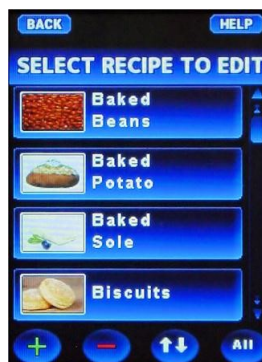 BACK
HELP
SELECT RECIPE TO EDIT
Baked
Beans
Baked
Potato
Baked
Sole
Biscuits
All